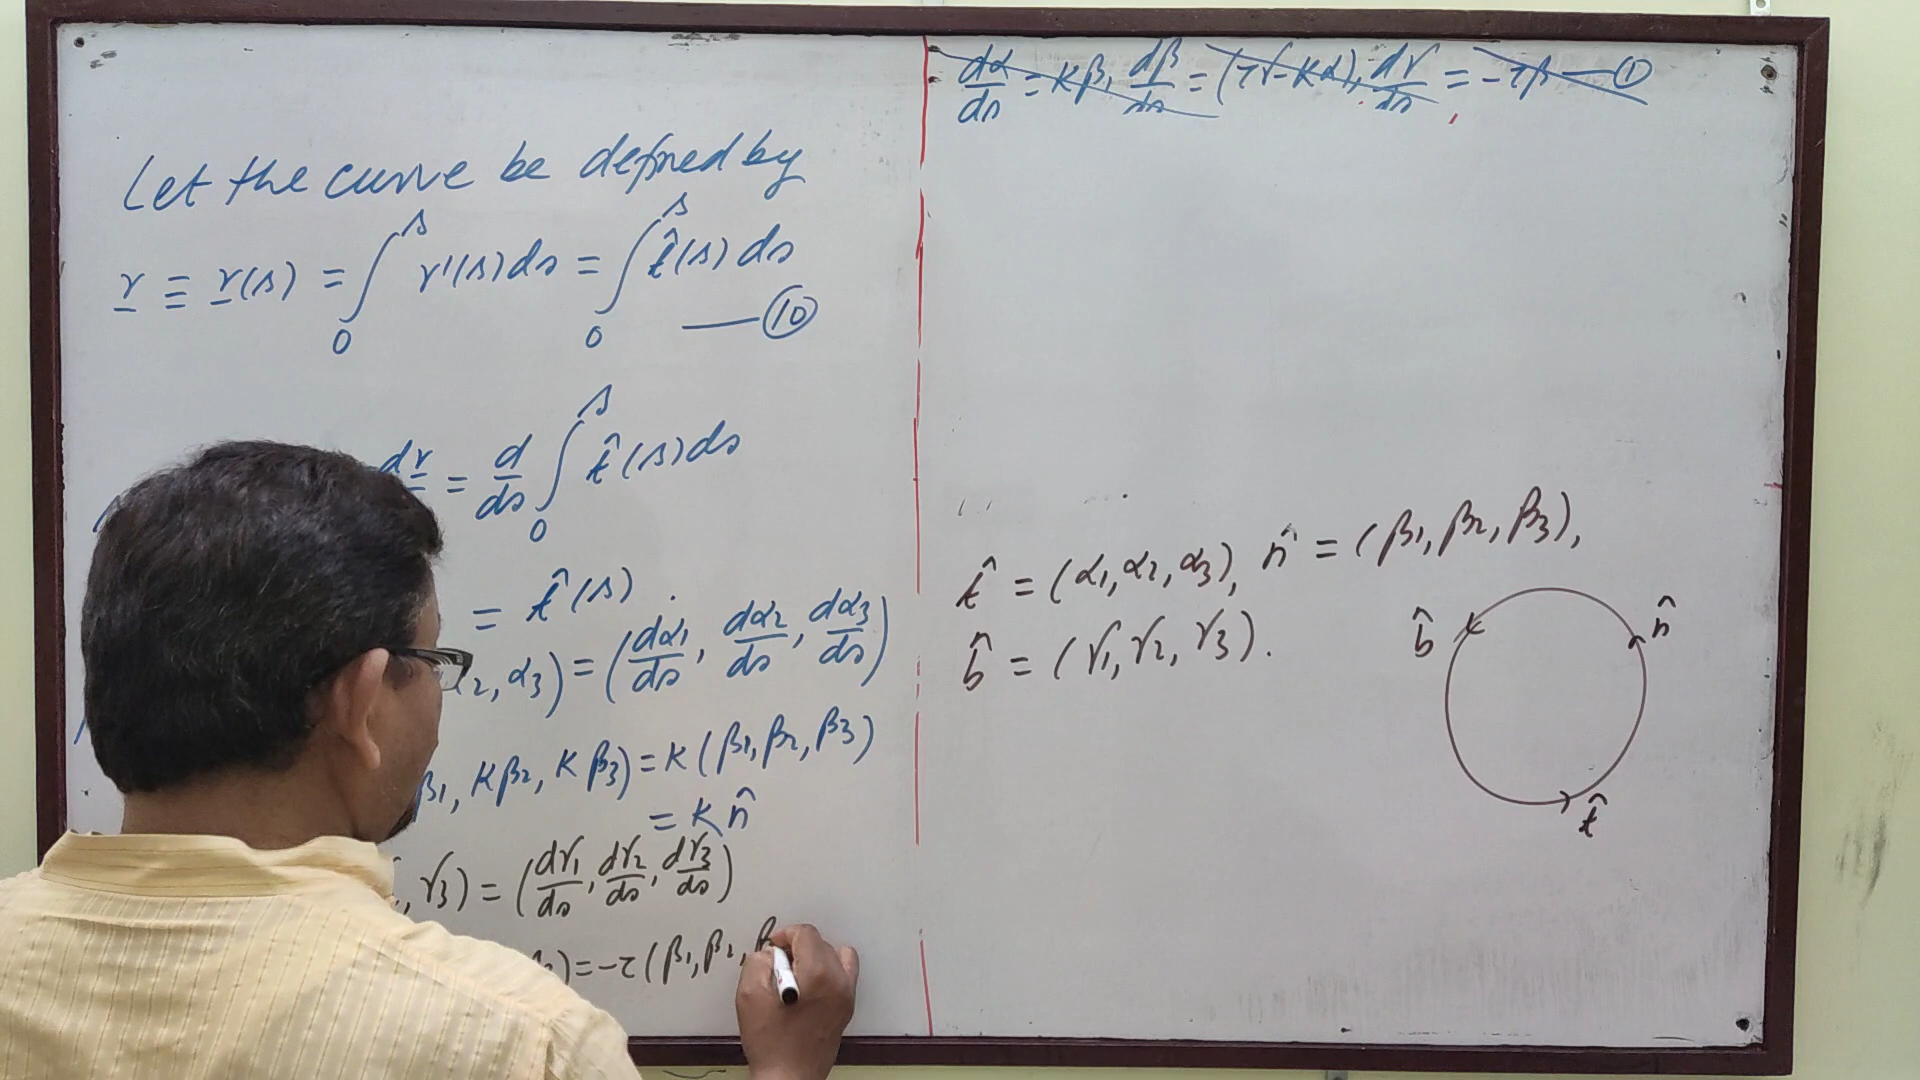 Let the curve be defined by
r ≡ r(s) = ∫₀ˢ r'(s) ds = ∫₀ˢ t̂(s) ds
— ⑩
dr = d/ds ∫₀ˢ t̂(s) ds
= t̂(s).
₂, α₃) = (dα₁/ds, dα₂/ds, dα₃/ds)
β₁, κβ₂, κβ₃) = κ(β₁, β₂, β₃)
= κ n̂
, γ₃) = (dγ₁/ds, dγ₂/ds, dγ₃/ds)
) = -τ(β₁, β₂, β
dα/ds = κβ, dβ/ds = (τγ - κα), dγ/ds = -τβ — ①
t̂ = (α₁, α₂, α₃), n̂ = (β₁, β₂, β₃),
b̂ = (γ₁, γ₂, γ₃).
b̂
n̂
t̂